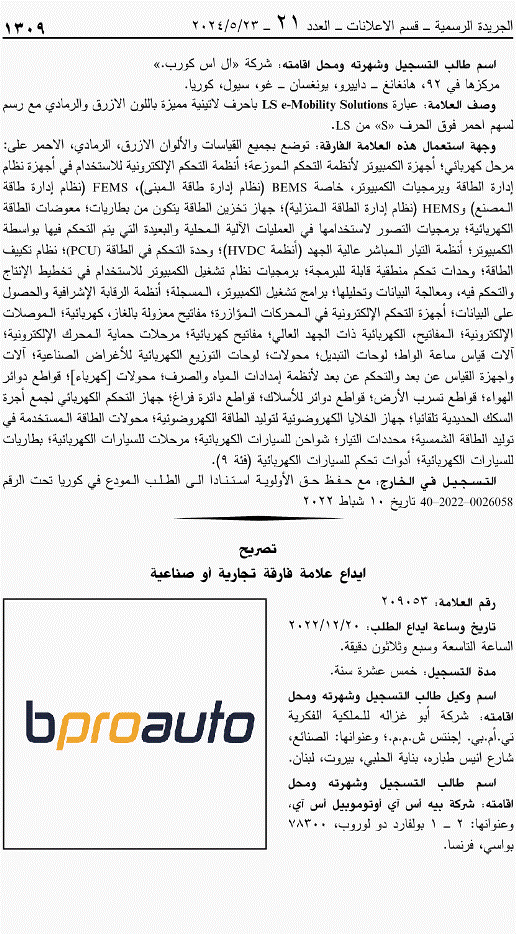 الجريدة الرسمية – قسم الاعلانات – العدد ٢١ – ٢٠٢٤/٥/٢٣
١٣٠٩
اسم طالب التسجيل وشهرته ومحل اقامته: شركة «ال اس كورب.»
مركزها في ٩٢، هانغانغ – دايبرو، يونغسان – غو، سيول، كوريا.
وصف العلامة: عبارة LS e-Mobility Solutions باحرف لاتينية مميزة باللون الازرق والرمادي مع رسم
لسهم احمر فوق الحرف «S» من LS.
وجهة استعمال هذه العلامة الفارقة: توضع بجميع القياسات والألوان الازرق، الرمادي، الاحمر على:
مرحل كهربائي؛ أجهزة الكمبيوتر لأنظمة التحكم الموزعة؛ أنظمة التحكم الإلكترونية للاستخدام في أجهزة نظام
إدارة الطاقة وبرمجيات الكمبيوتر، خاصة BEMS (نظام إدارة طاقة المبنى)، FEMS (نظام إدارة طاقة
المصنع) وHEMS (نظام إدارة الطاقة المنزلية)؛ جهاز تخزين الطاقة يتكون من بطاريات؛ معوضات الطاقة
الكهربائية؛ برمجيات التصور لاستخدامها في العمليات الآلية المحلية والبعيدة التي يتم التحكم فيها بواسطة
الكمبيوتر؛ أنظمة التيار المباشر عالية الجهد (أنظمة HVDC)؛ وحدة التحكم في الطاقة (PCU)؛ نظام تكييف
الطاقة؛ وحدات تحكم منطقية قابلة للبرمجة؛ برمجيات نظام تشغيل الكمبيوتر للاستخدام في تخطيط الإنتاج
والتحكم فيه، ومعالجة البيانات وتحليلها؛ برامج تشغيل الكمبيوتر، المسجلة؛ أنظمة الرقابة الإشرافية والحصول
على البيانات؛ أجهزة التحكم الإلكترونية في المحركات المؤازرة؛ مفاتيح معزولة بالغاز، كهربائية؛ الموصلات
الإلكترونية؛ المفاتيح، الكهربائية ذات الجهد العالي؛ مفاتيح كهربائية؛ مرحلات حماية المحرك الإلكترونية؛
آلات قياس ساعة الواط؛ لوحات التبديل؛ محولات؛ لوحات التوزيع الكهربائية للأغراض الصناعية؛ آلات
واجهزة القياس عن بعد والتحكم عن بعد لأنظمة إمدادات المياه والصرف؛ محولات [كهرباء]؛ قواطع دوائر
الهواء؛ قواطع تسرب الأرض؛ قواطع دوائر للأسلاك؛ قواطع دائرة فراغ؛ جهاز التحكم الكهربائي لجمع أجرة
السكك الحديدية تلقائيا؛ جهاز الخلايا الكهروضوئية لتوليد الطاقة الكهروضوئية؛ محولات الطاقة المستخدمة في
توليد الطاقة الشمسية؛ محددات التيار؛ شواحن للسيارات الكهربائية؛ مرحلات للسيارات الكهربائية؛ بطاريات
للسيارات الكهربائية؛ أدوات تحكم للسيارات الكهربائية (فئة ٩).
التسجيل في الخارج: مع حفظ حق الأولوية استنادا الى الطلب المودع في كوريا تحت الرقم
40-2022-0026058 تاريخ ١٠ شباط ٢٠٢٢
تصريح
ايداع علامة فارقة تجارية أو صناعية
رقم العلامة: ٢٠٩٠٥٣
تاريخ وساعة ايداع الطلب: ٢٠٢٢/١٢/٢٠
الساعة التاسعة وسبع وثلاثون دقيقة.
مدة التسجيل: خمس عشرة سنة.
اسم وكيل طالب التسجيل وشهرته ومحل
اقامته: شركة أبو غزاله للملكية الفكرية
تي.أم.بي. إجنتس ش.م.م.؛ وعنوانها: الصنائع،
شارع انيس طباره، بناية الحلبي، بيروت، لبنان.
اسم طالب التسجيل وشهرته ومحل
اقامته: شركة بيه أس آي أوتوموبيل أس آي،
وعنوانها: ٢ – ١ بولفارد دو لوروب، ٧٨٣٠٠
بواسي، فرنسا.
bproauto